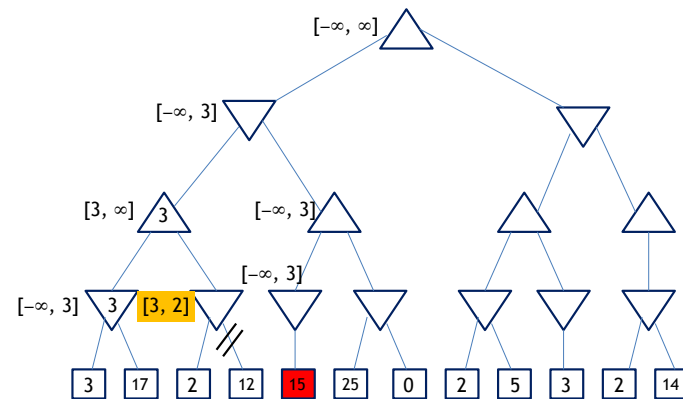 [−∞, ∞]
[−∞, 3]
[3, ∞] 3 [−∞, 3]
[−∞, 3]
[−∞, 3] 3 [3, 2]
3 17 2 12 15 25 0 2 5 3 2 14